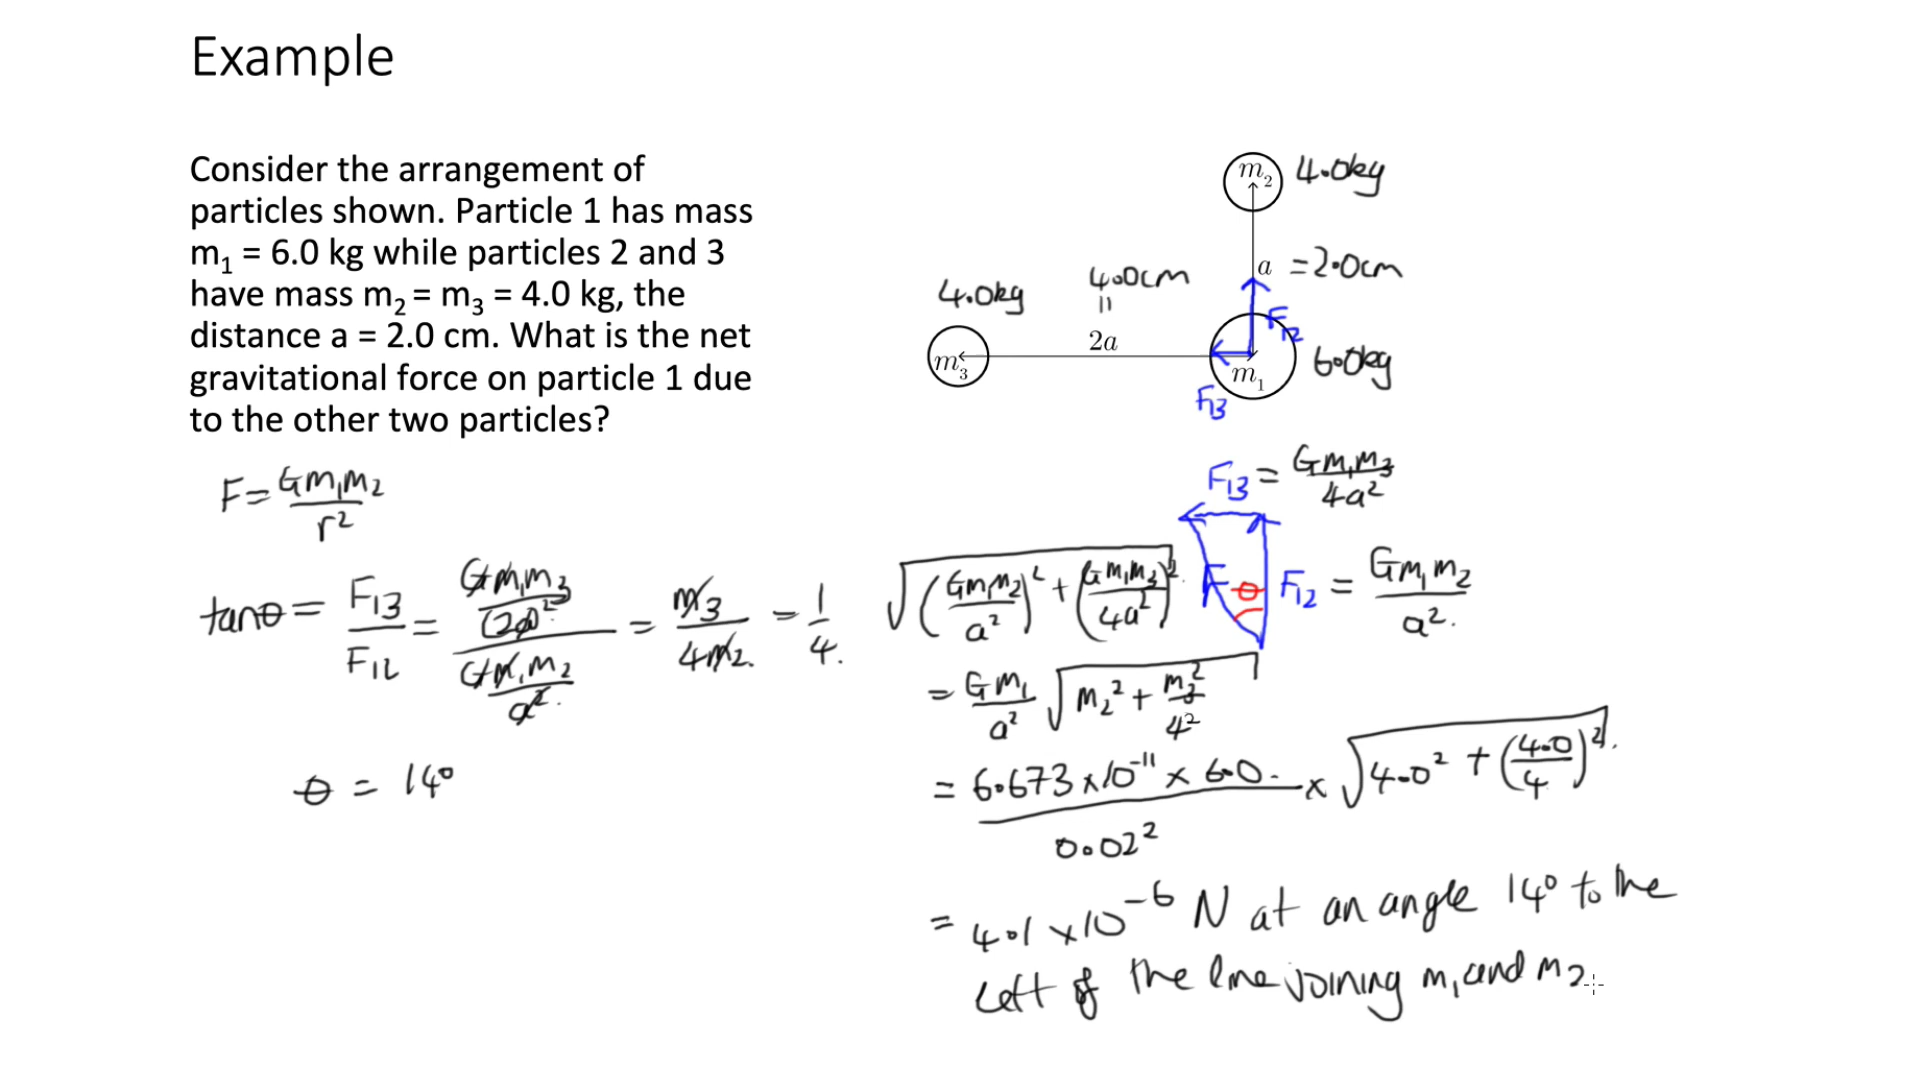 Example
Consider the arrangement of
particles shown. Particle 1 has mass
m₁ = 6.0 kg while particles 2 and 3
have mass m₂ = m₃ = 4.0 kg, the
distance a = 2.0 cm. What is the net
gravitational force on particle 1 due
to the other two particles?
m₂ 4.0kg
a = 2.0cm
4.0kg
4.0cm
=
2a
m₃
F₁₂
m₁
6.0kg
F₁₃
F = Gm₁m₂ / r²
tanθ = F₁₃ / F₁₂ = (Gm₁m₃ / (2a)²) / (Gm₁m₂ / a²) = m₃ / 4m₂ = 1/4.
θ = 14°
F₁₃ = Gm₁m₃ / 4a²
F θ F₁₂ = Gm₁m₂ / a².
√((Gm₁m₂ / a²)² + (Gm₁m₃ / 4a²)²)
= Gm₁ / a² √(m₂² + m₃² / 4²)
= 6.673 × 10⁻¹¹ × 6.0 / 0.02² × √(4.0² + (4.0 / 4)²)
= 4.1 × 10⁻⁶ N at an angle 14° to the
left of the line joining m₁ and m₂